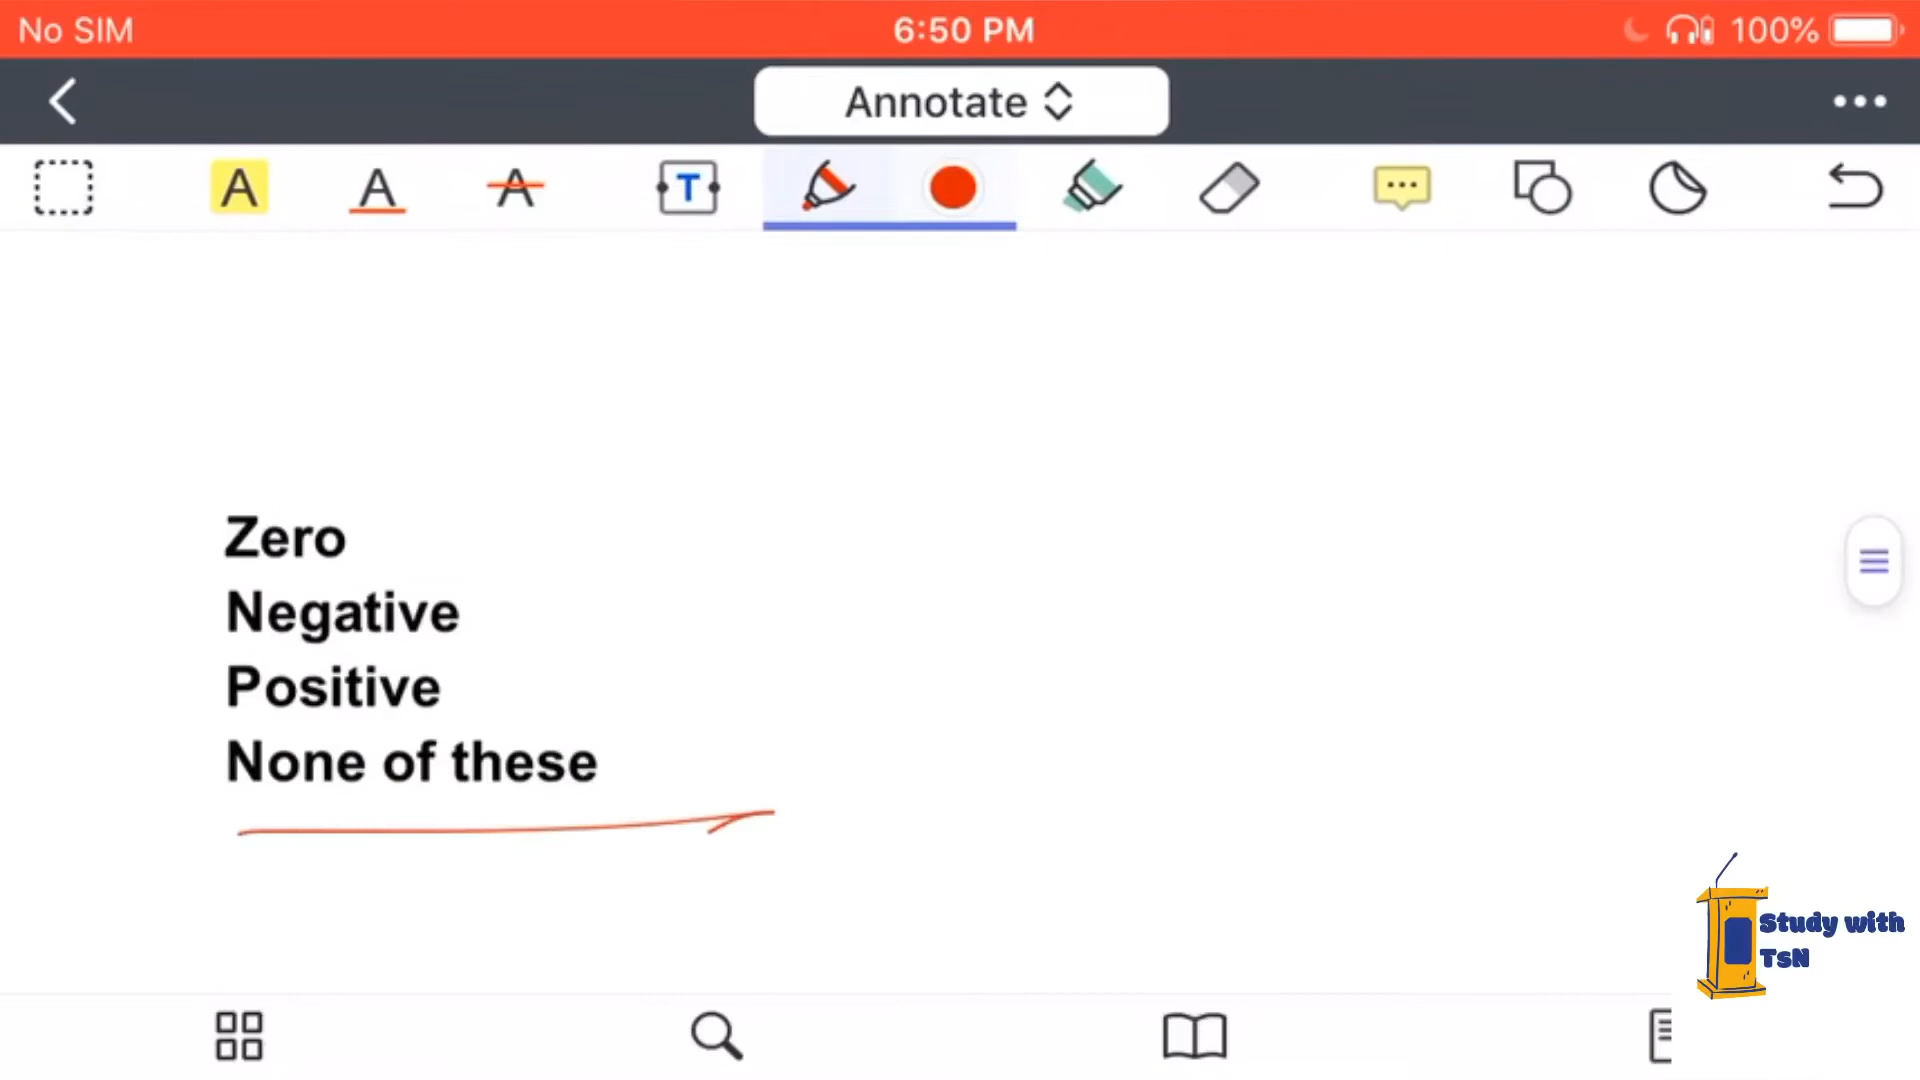 No SIM
6:50 PM
100%
Annotate
A A A T
Zero
Negative
Positive
None of these
Study with
TsN